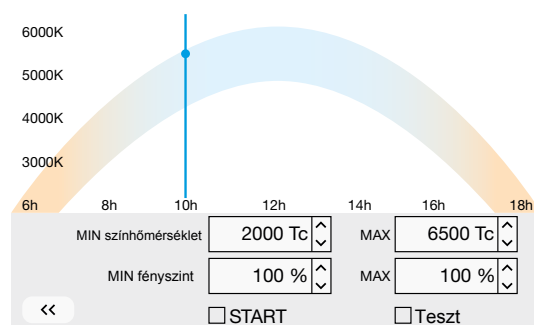 6000K
5000K
4000K
3000K
6h 8h 10h 12h 14h 16h 18h
MIN színhőmérséklet 2000 Tc MAX 6500 Tc
MIN fényszint 100 % MAX 100 %
<< START Teszt